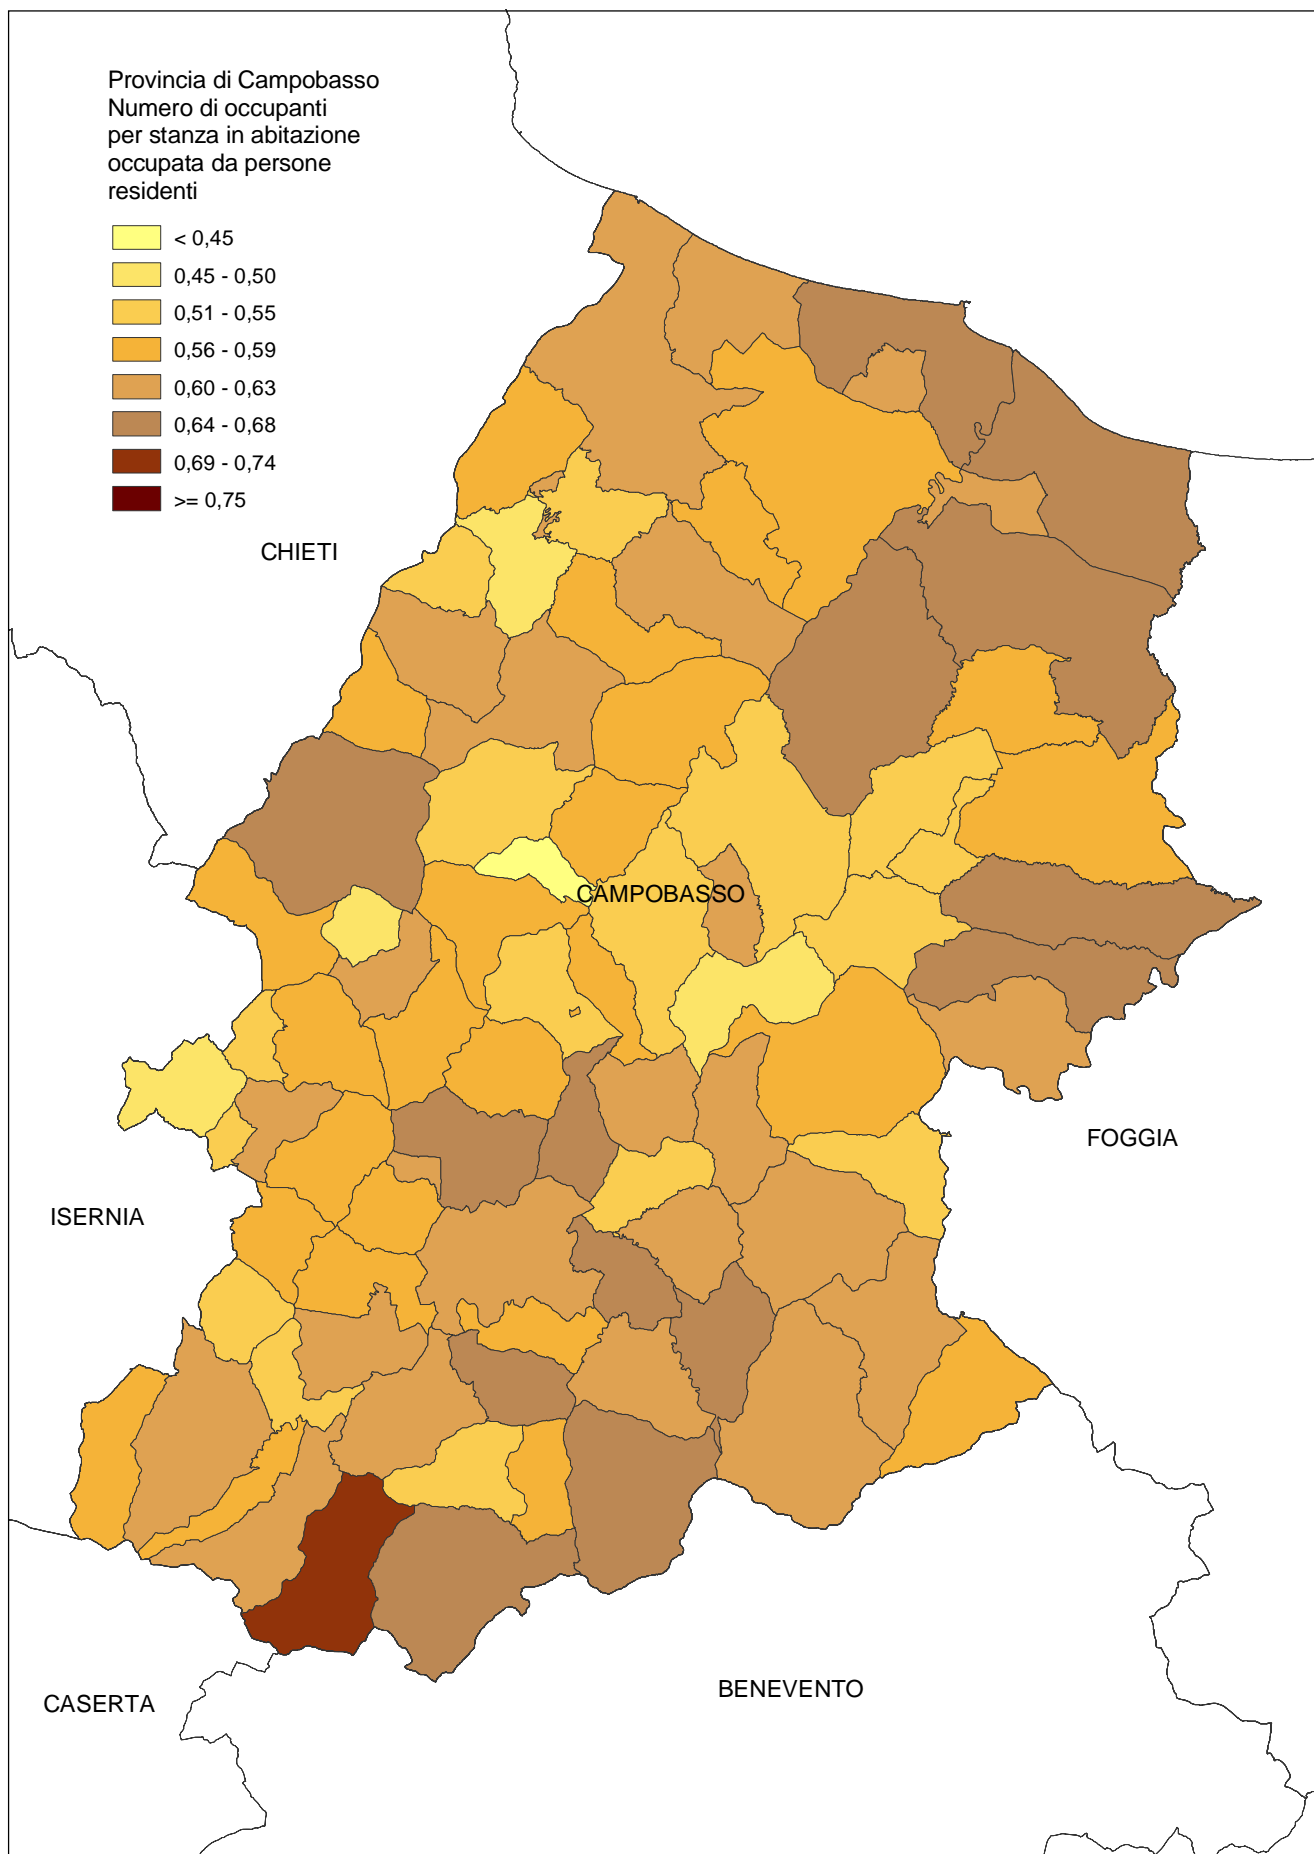 Provincia di Campobasso
Numero di occupanti
per stanza in abitazione
occupata da persone
residenti
< 0,45
0,45 - 0,50
0,51 - 0,55
0,56 - 0,59
0,60 - 0,63
0,64 - 0,68
0,69 - 0,74
>= 0,75
CHIETI
CAMPOBASSO
FOGGIA
ISERNIA
BENEVENTO
CASERTA